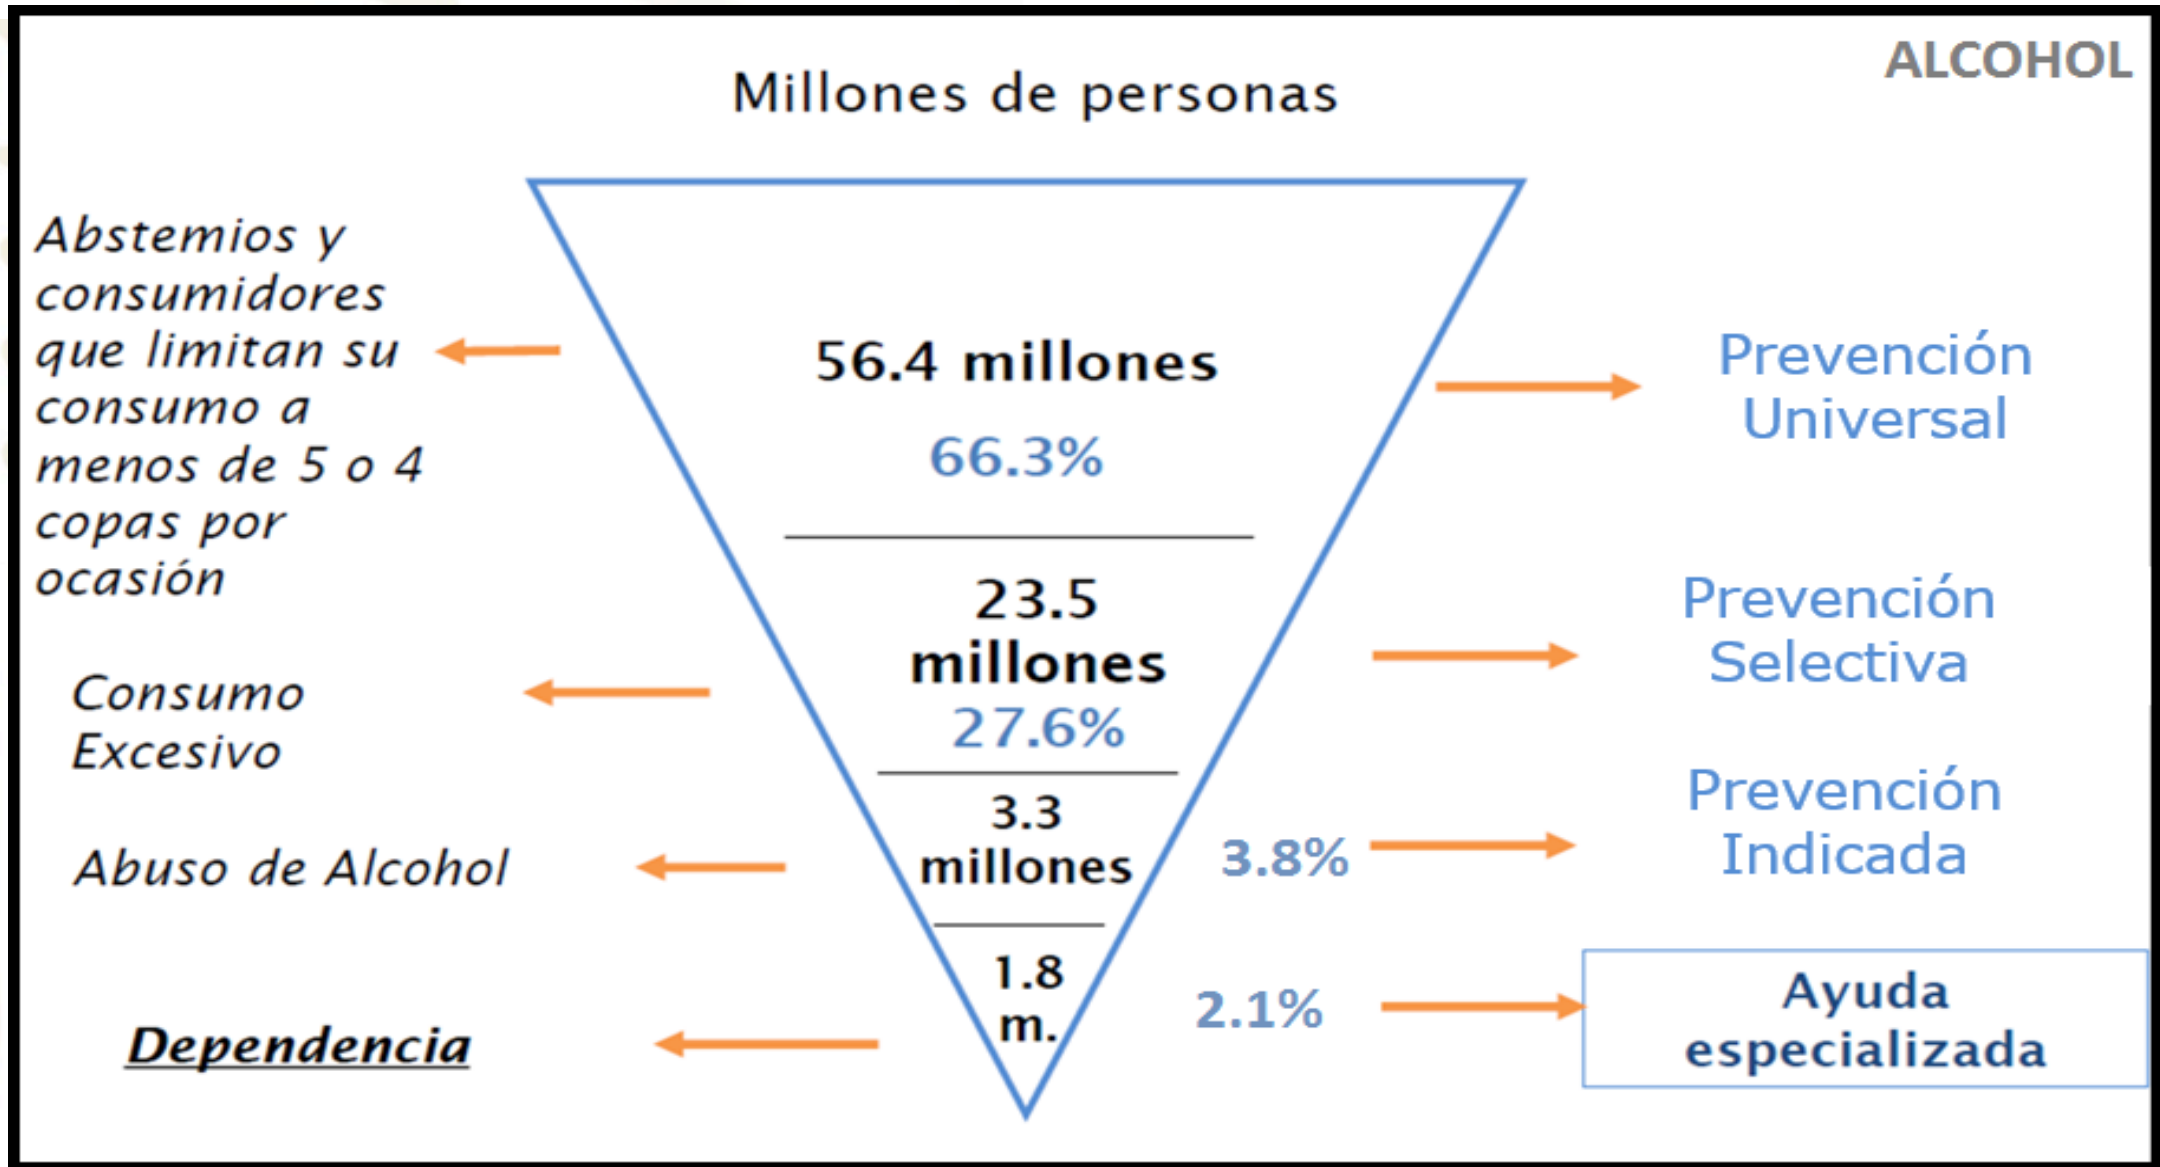 ALCOHOL
Millones de personas
Abstemios y
consumidores
que limitan su
consumo a
menos de 5 o 4
copas por
ocasión
56.4 millones
66.3%
Prevención
Universal
Consumo
Excesivo
23.5
millones
27.6%
Prevención
Selectiva
Abuso de Alcohol
3.3
millones
3.8%
Prevención
Indicada
Dependencia
1.8
m.
2.1%
Ayuda
especializada